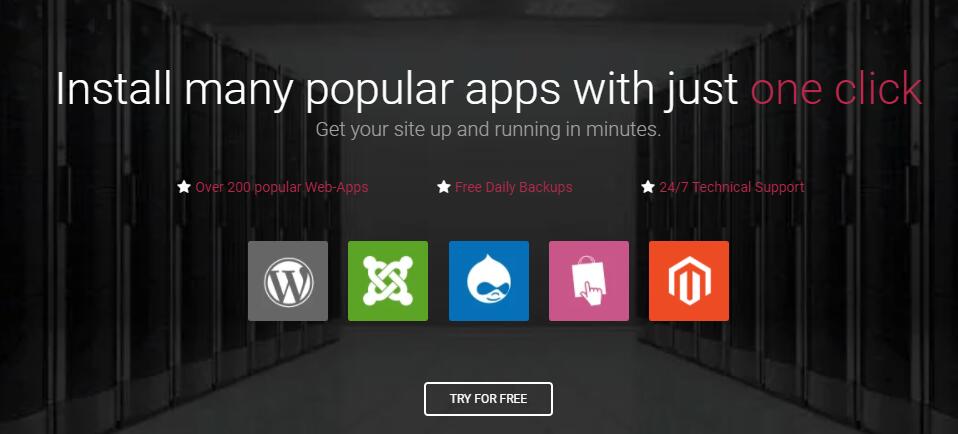 Install many popular apps with just one click
Get your site up and running in minutes.
Over 200 popular Web-Apps
Free Daily Backups
24/7 Technical Support
TRY FOR FREE